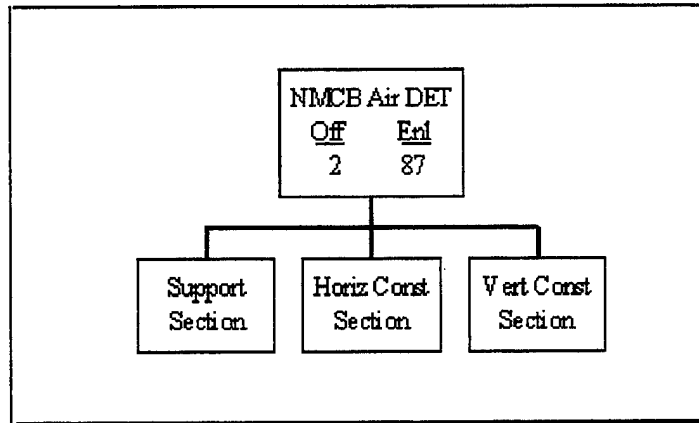 NMCB Air DET
Off Enl
2 87
Support
Section
Horiz Const
Section
Vert Const
Section